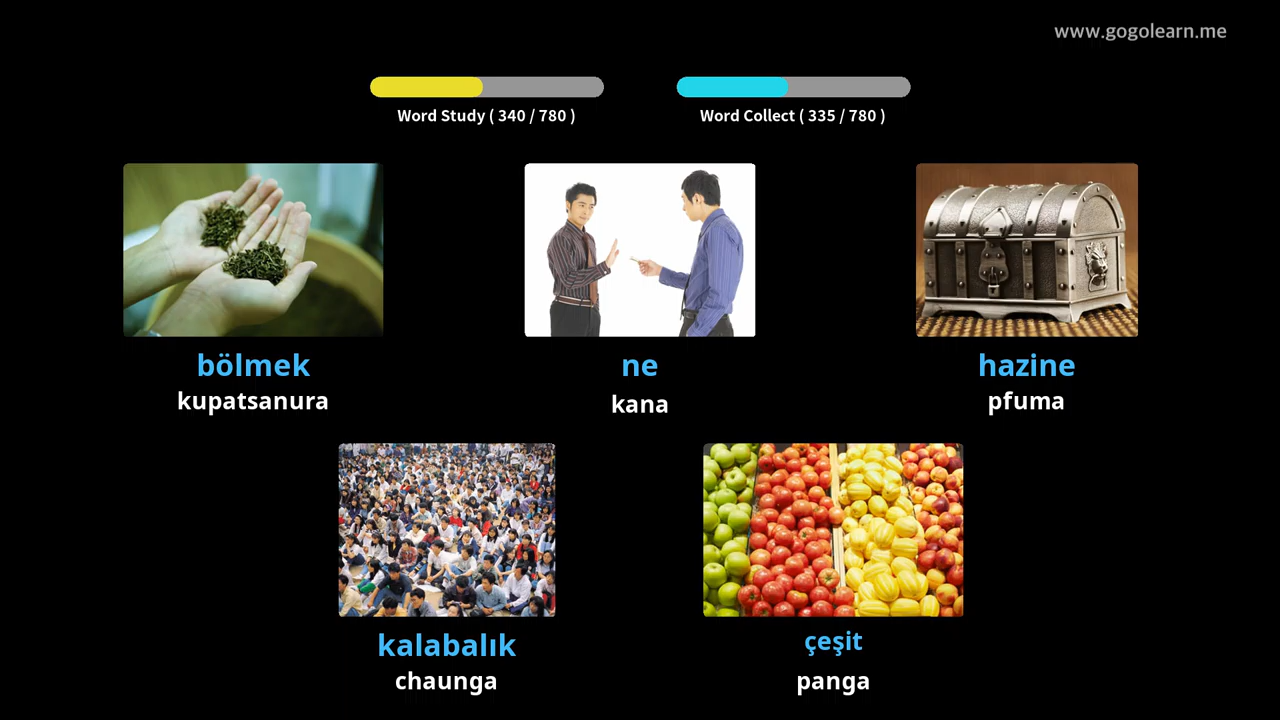 www.gogolearn.me
Word Study ( 340 / 780 )
Word Collect ( 335 / 780 )
bölmek
kupatsanura
ne
kana
hazine
pfuma
kalabalık
chaunga
çeşit
panga